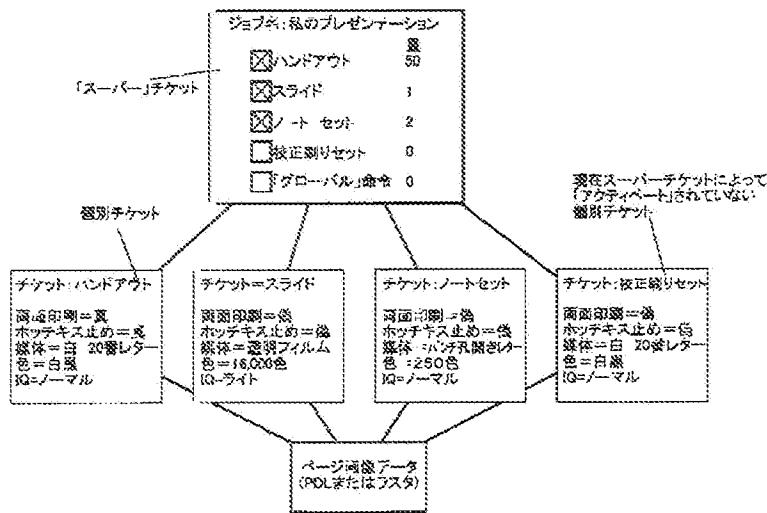 ジョブ名:私のプレゼンテーション
量
ハンドアウト 50
スライド 1
ノート セット 2
校正刷りセット 0
「グローバル」命令 0
「スーパー」チケット
個別チケット
現在スーパーチケットによって
「アクティベート」されていない
個別チケット
チケット:ハンドアウト
両面印刷=真
ホッチキス止め=真
媒体=白 20番レター
色=白黒
IQ=ノーマル
チケット=スライド
両面印刷=偽
ホッチキス止め=偽
媒体=透明フィルム
色=16,000色
IQ-ライト
チケット:ノートセット
両面印刷=偽
ホッチキス止め=偽
媒体=パンチ孔開きレター
色=250色
IQ=ノーマル
チケット:校正刷りセット
両面印刷=偽
ホッチキス止め=偽
媒体=白 20番レター
色=白黒
IQ=ノーマル
ページ画像データ
(PDLまたはラスタ)